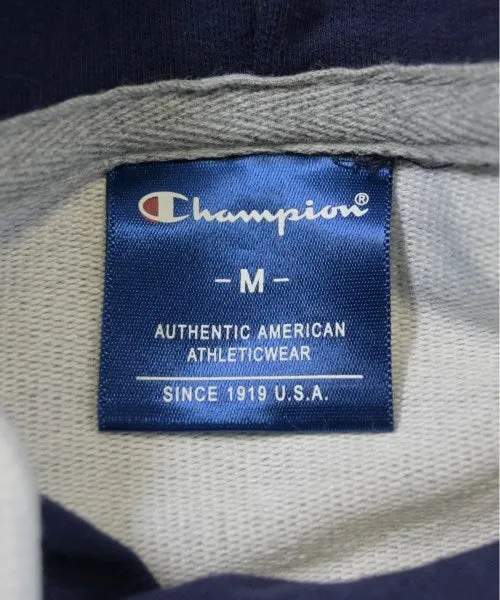 Champion®
-M-
AUTHENTIC AMERICAN
ATHLETICWEAR
SINCE 1919 U.S.A.